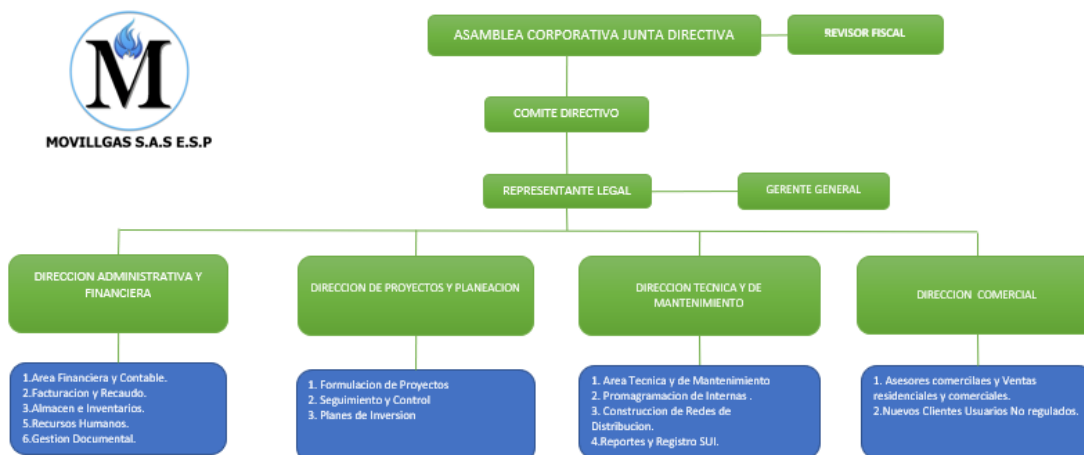 ASAMBLEA CORPORATIVA JUNTA DIRECTIVA
REVISOR FISCAL
M
MOVILLGAS S.A.S E.S.P
COMITE DIRECTIVO
REPRESENTANTE LEGAL
GERENTE GENERAL
DIRECCION ADMINISTRATIVA Y
FINANCIERA
DIRECCION DE PROYECTOS Y PLANEACION
DIRECCION TECNICA Y DE
MANTENIMIENTO
DIRECCION COMERCIAL
1.Area Financiera y Contable.
2.Facturacion y Recaudo.
3.Almacen e Inventarios.
5.Recursos Humanos.
6.Gestion Documental.
1. Formulacion de Proyectos
2. Seguimiento y Control
3. Planes de Inversion
1. Area Tecnica y de Mantenimiento
2. Promagramacion de Internas .
3. Construccion de Redes de
Distribucion.
4.Reportes y Registro SUI.
1. Asesores comercilaes y Ventas
residenciales y comerciales.
2.Nuevos Clientes Usuarios No regulados.